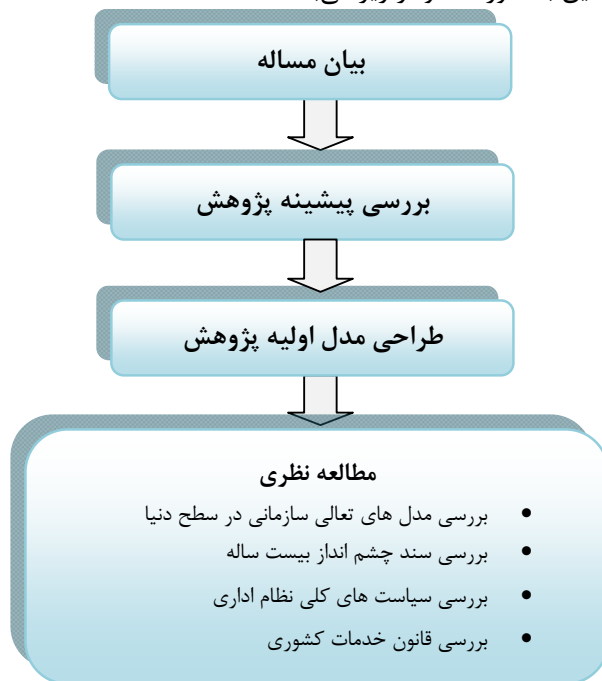 بیان مساله
بررسی پیشینه پژوهش
طراحی مدل اولیه پژوهش
مطالعه نظری
• بررسی مدل های تعالی سازمانی در سطح دنیا
• بررسی سند چشم انداز بیست ساله
• بررسی سیاست های کلی نظام اداری
• بررسی قانون خدمات کشوری